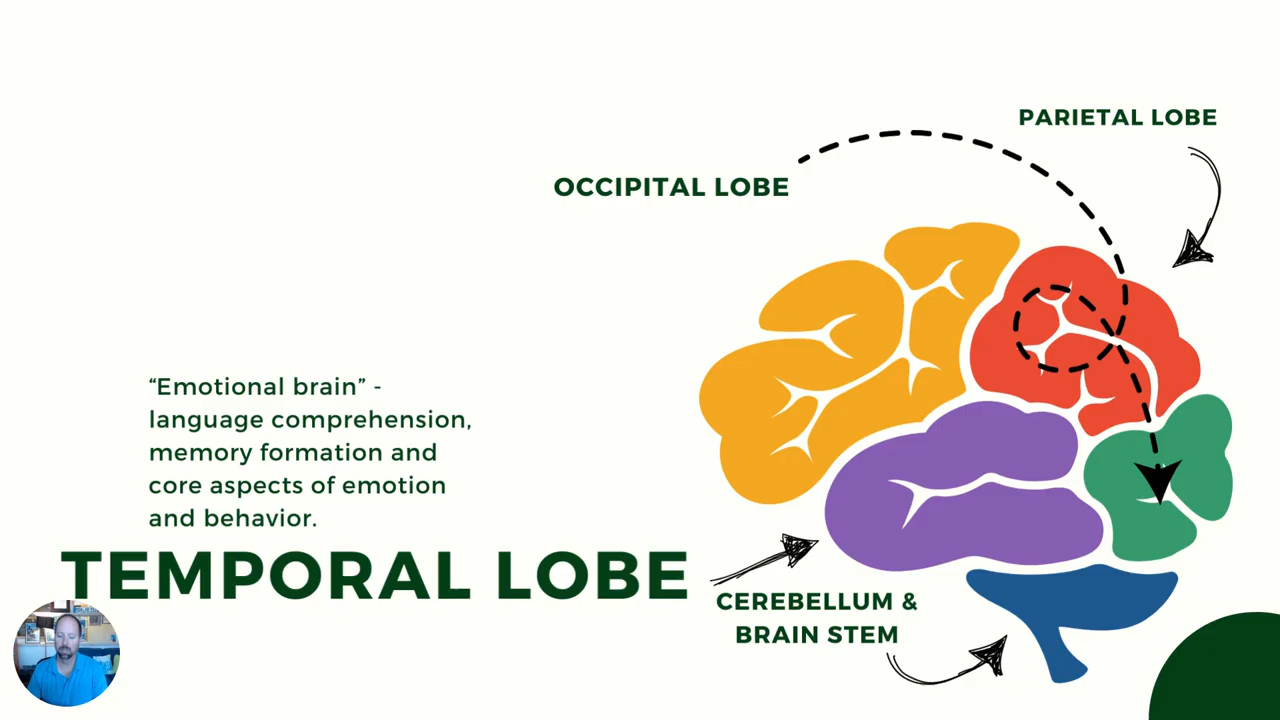 PARIETAL LOBE
OCCIPITAL LOBE
“Emotional brain” -
language comprehension,
memory formation and
core aspects of emotion
and behavior.
TEMPORAL LOBE
CEREBELLUM &
BRAIN STEM